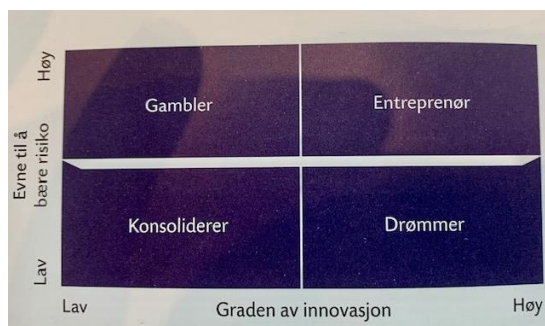 Høy
Gambler
Entreprenør
Evne til å
bære risiko
Konsoliderer
Drømmer
Lav
Lav
Graden av innovasjon
Høy